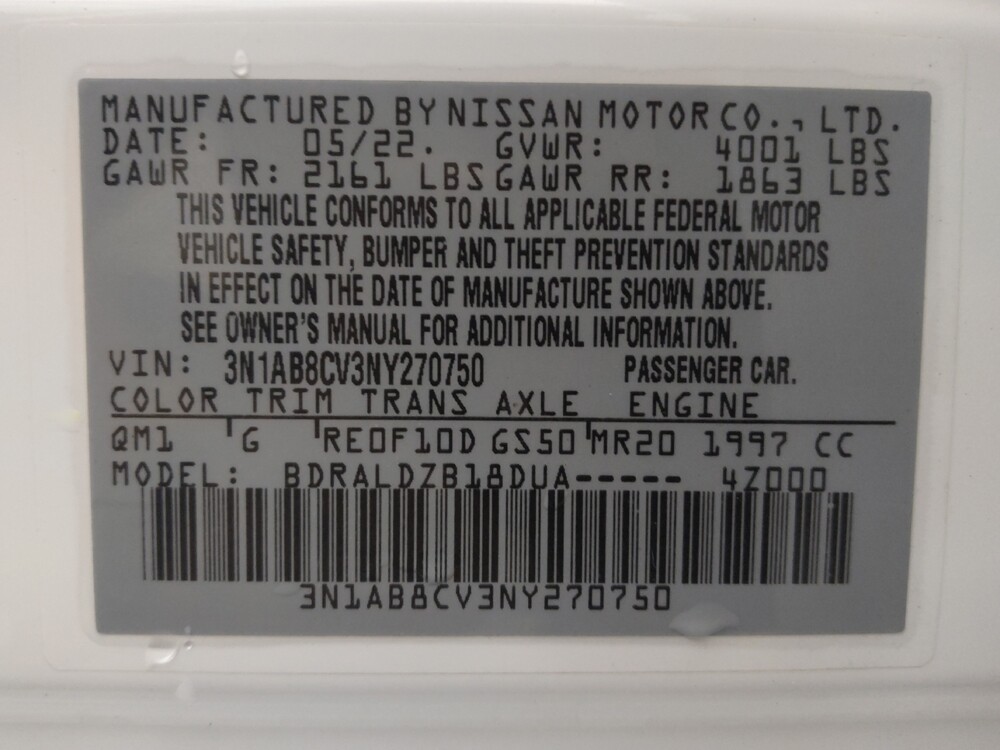 MANUFACTURED BY NISSAN MOTOR CO., LTD.
DATE: 05/22. GVWR: 4001 LBS
GAWR FR: 2161 LBS GAWR RR: 1863 LBS
THIS VEHICLE CONFORMS TO ALL APPLICABLE FEDERAL MOTOR
VEHICLE SAFETY, BUMPER AND THEFT PREVENTION STANDARDS
IN EFFECT ON THE DATE OF MANUFACTURE SHOWN ABOVE.
SEE OWNER'S MANUAL FOR ADDITIONAL INFORMATION.
VIN: 3N1AB8CV3NY270750 PASSENGER CAR.
COLOR TRIM TRANS AXLE ENGINE
QM1 G RE0F10D GS50 MR20 1997 CC
MODEL: BDRALDZB18DUA----- 4Z000
3N1AB8CV3NY270750